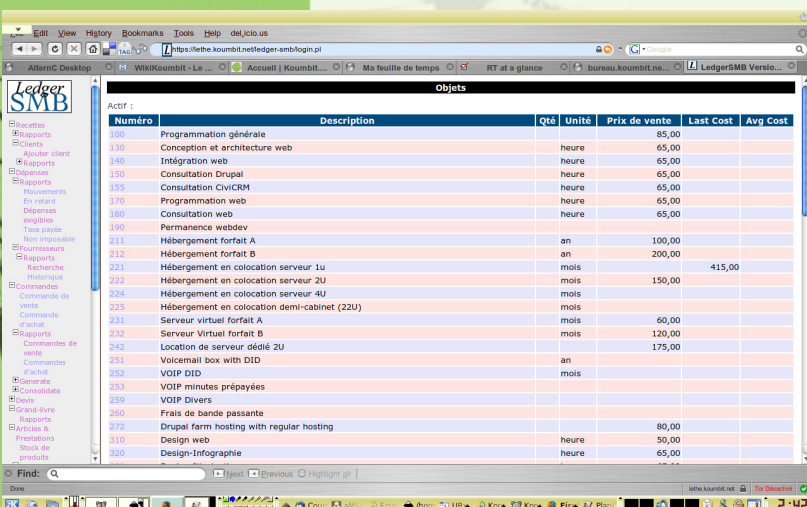 Edit View History Bookmarks Tools Help del.icio.us
TAG https://lethe.koumbit.net/ledger-smb/login.pl Google
AlternC Desktop WikiKoumbit - Le ... Accueil | Koumbit.... Ma feuille de temps RT at a glance bureau.koumbit.ne... LedgerSMB Versio...
Ledger
SMB
Recettes
Rapports
Clients
Ajouter client
Rapports
Dépenses
Rapports
Mouvements
En retard
Dépenses
exigibles
Taxe payée
Non imposable
Fournisseurs
Rapports
Recherche
Historique
Commandes
Commande de
vente
Commande
d'achat
Rapports
Commandes de
vente
Commandes
d'achat
Generate
Consolidate
Devis
Grand-livre
Rapports
Articles &
Prestations
Stock de
produits
Objets
Actif :
Numéro Description Qté Unité Prix de vente Last Cost Avg Cost
100 Programmation générale 85,00
130 Conception et architecture web heure 65,00
140 Intégration web heure 65,00
150 Consultation Drupal heure 65,00
155 Consultation CiviCRM heure 65,00
170 Programmation web heure 65,00
180 Consultation web heure 65,00
190 Permanence webdev
211 Hébergement forfait A an 100,00
212 Hébergement forfait B an 200,00
221 Hébergement en colocation serveur 1u mois 415,00
222 Hébergement en colocation serveur 2U mois 150,00
224 Hébergement en colocation serveur 4U mois
225 Hébergement en colocation demi-cabinet (22U) mois
231 Serveur virtuel forfait A mois 60,00
232 Serveur Virtuel forfait B mois 120,00
242 Location de serveur dédié 2U 175,00
251 Voicemail box with DID an
252 VOIP DID mois
253 VOIP minutes prépayées
259 VOIP Divers
260 Frais de bande passante
272 Drupal farm hosting with regular hosting 80,00
310 Design web heure 50,00
320 Design-Infographie heure 65,00
Find: Next Previous Highlight all
Done lethe.koumbit.net Tor Désactivé